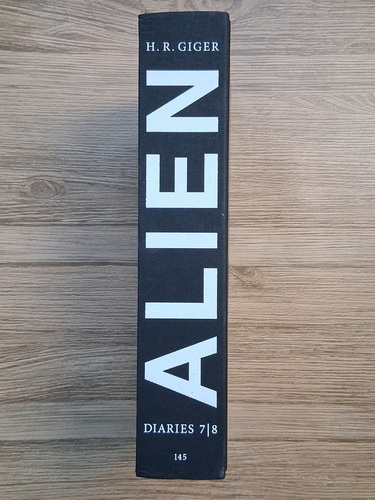 H. R. GIGER
ALIEN
DIARIES 7|8
145